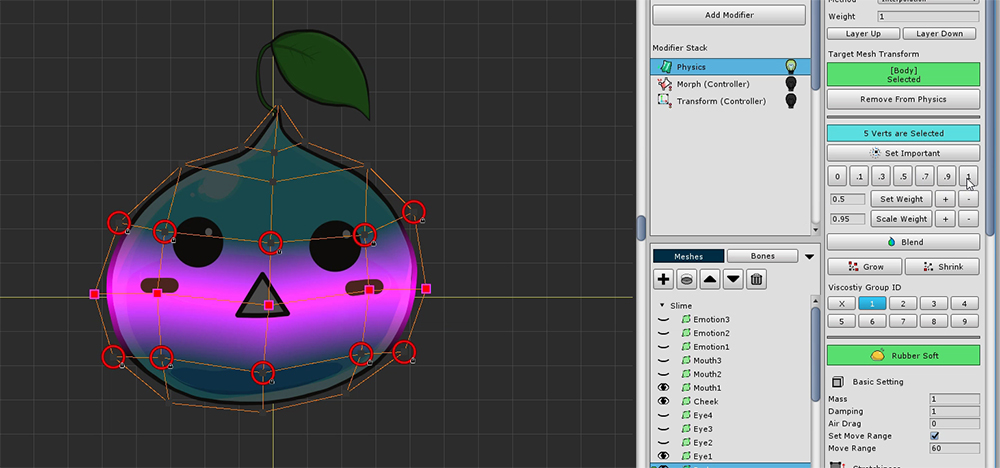 Method Interpolation
Weight 1
Layer Up Layer Down
Target Mesh Transform
[Body]
Selected
Remove From Physics
5 Verts are Selected
Set Important
0 .1 .3 .5 .7 .9 1
0.5 Set Weight + -
0.95 Scale Weight + -
Blend
Grow Shrink
Viscostiy Group ID
X 1 2 3 4
5 6 7 8 9
Rubber Soft
Basic Setting
Mass 1
Damping 1
Air Drag 0
Set Move Range
Move Range 60
Stretchiness
Add Modifier
Modifier Stack
Physics
Morph (Controller)
Transform (Controller)
Meshes Bones
Slime
Emotion3
Emotion2
Emotion1
Mouth3
Mouth2
Mouth1
Cheek
Eye4
Eye3
Eye2
Eye1